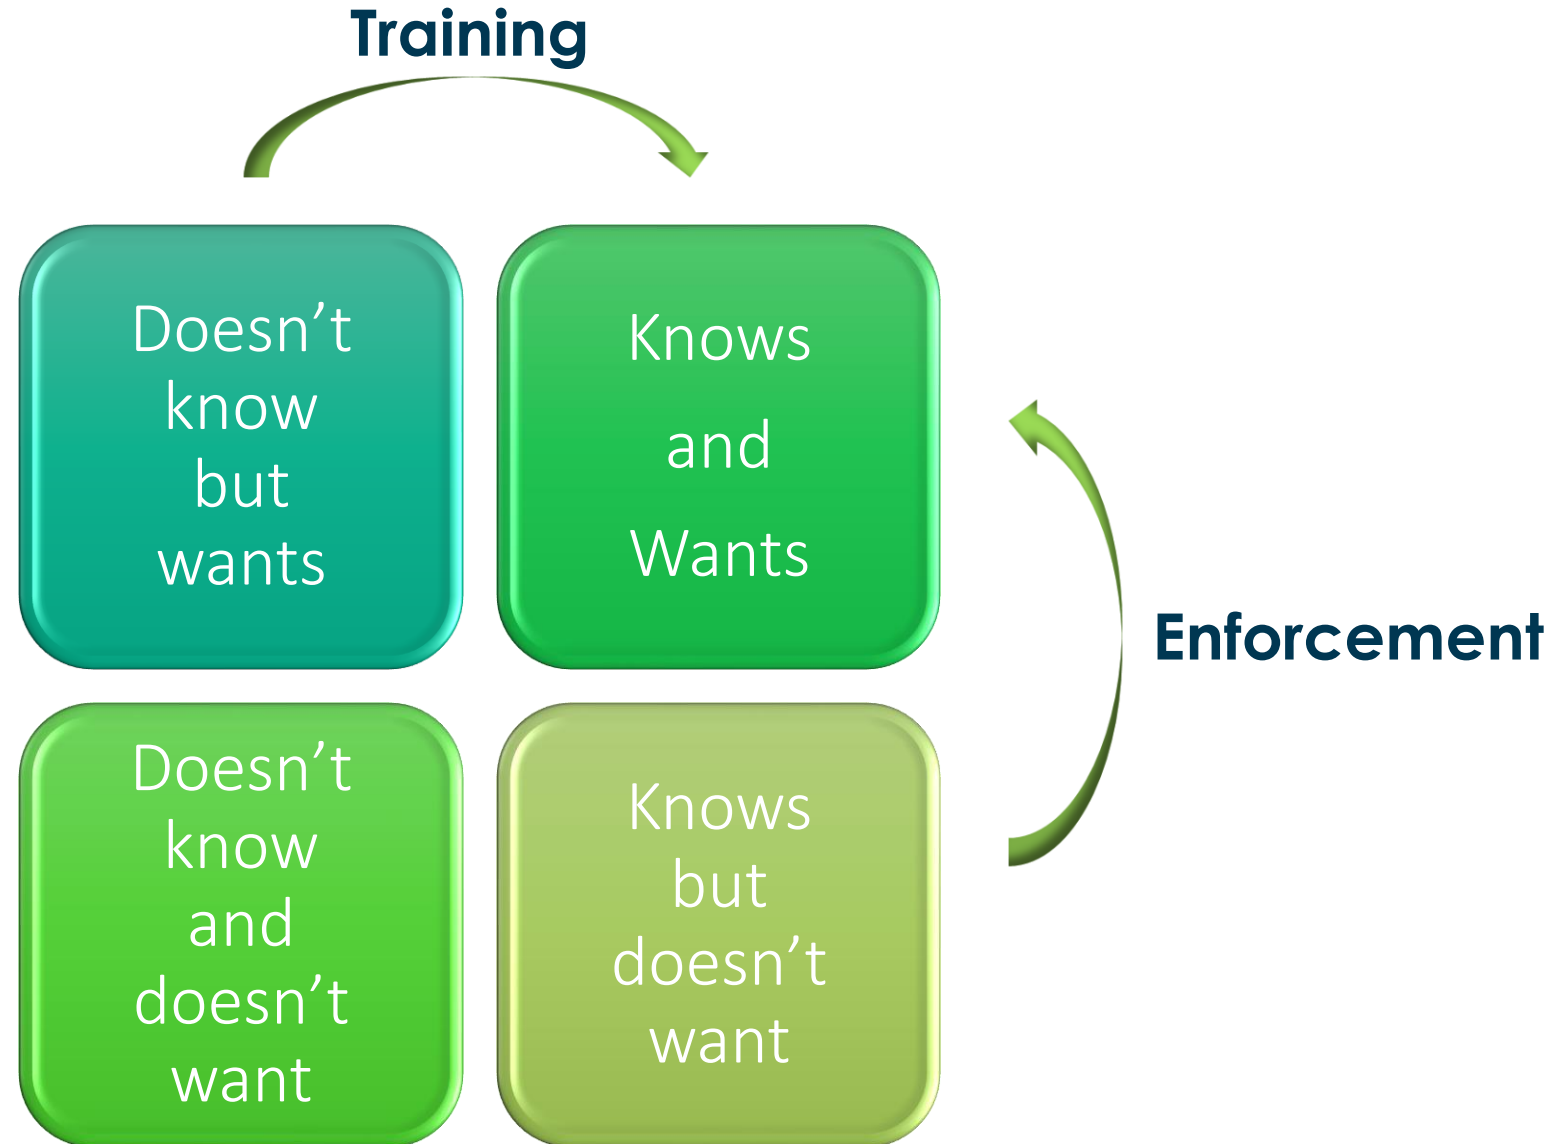 Training
Doesn’t
know
but
wants
Knows
and
Wants
Enforcement
Doesn’t
know
and
doesn’t
want
Knows
but
doesn’t
want